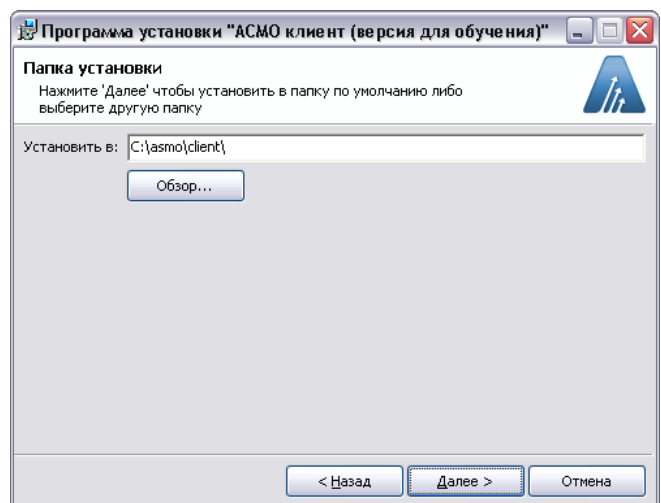 Программа установки "АСМО клиент (версия для обучения)"
Папка установки
Нажмите 'Далее' чтобы установить в папку по умолчанию либо
выберите другую папку
Установить в: C:\asmo\client\
Обзор...
< Назад Далее > Отмена